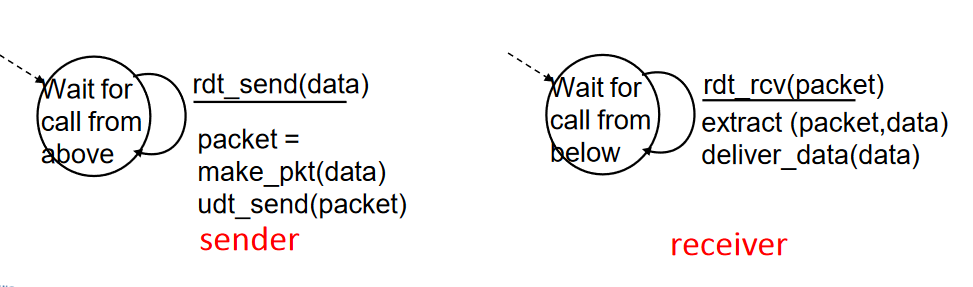 Wait for
call from
above
rdt_send(data)
packet =
make_pkt(data)
udt_send(packet)
sender
Wait for
call from
below
rdt_rcv(packet)
extract (packet,data)
deliver_data(data)
receiver